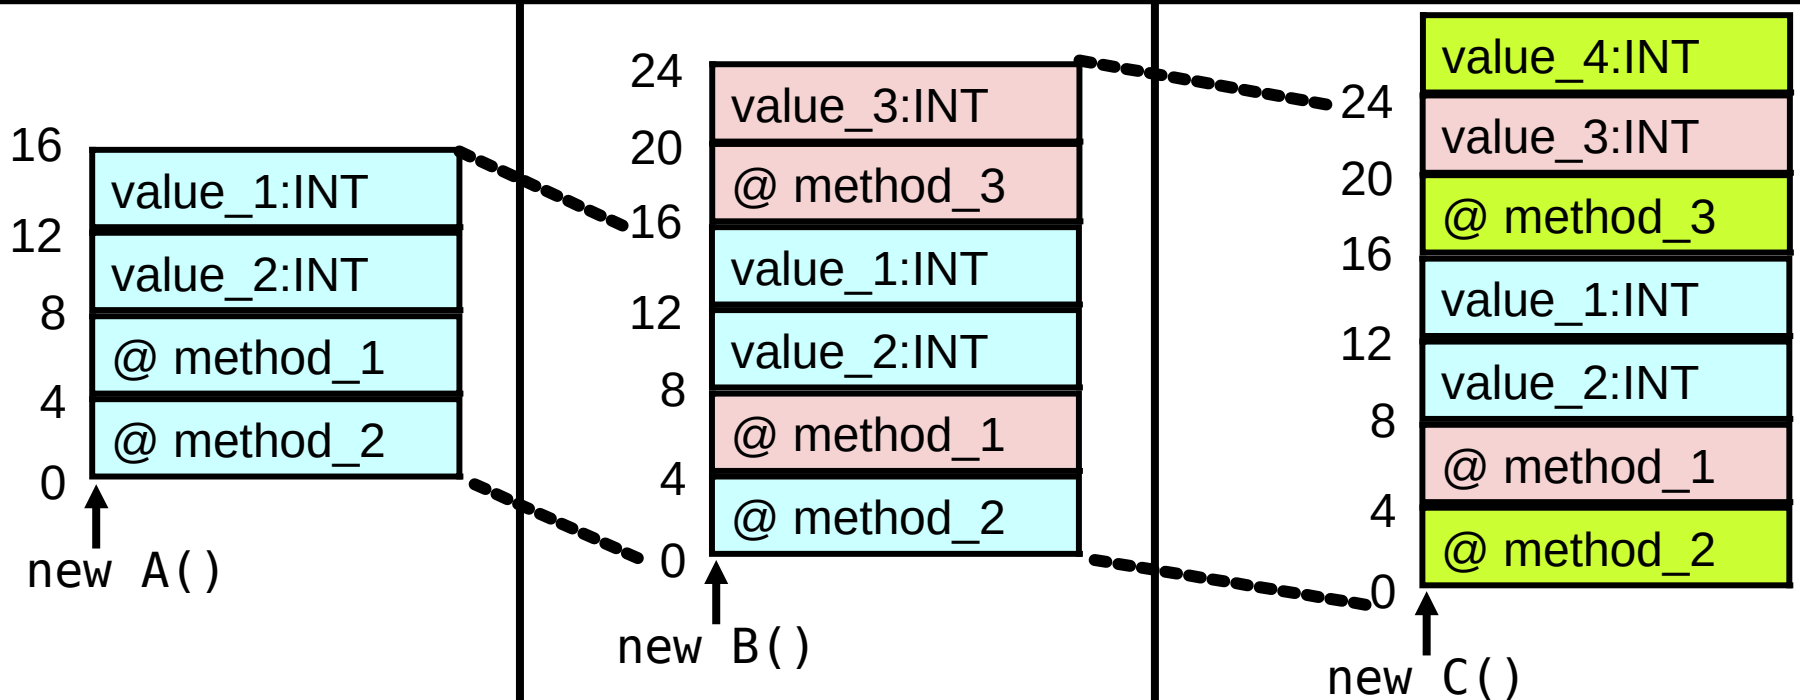 16
value_1:INT
12
value_2:INT
8
@ method_1
4
@ method_2
0
new A()
24
value_3:INT
20
@ method_3
16
value_1:INT
12
value_2:INT
8
@ method_1
4
@ method_2
0
new B()
value_4:INT
24
value_3:INT
20
@ method_3
16
value_1:INT
12
value_2:INT
8
@ method_1
4
@ method_2
0
new C()